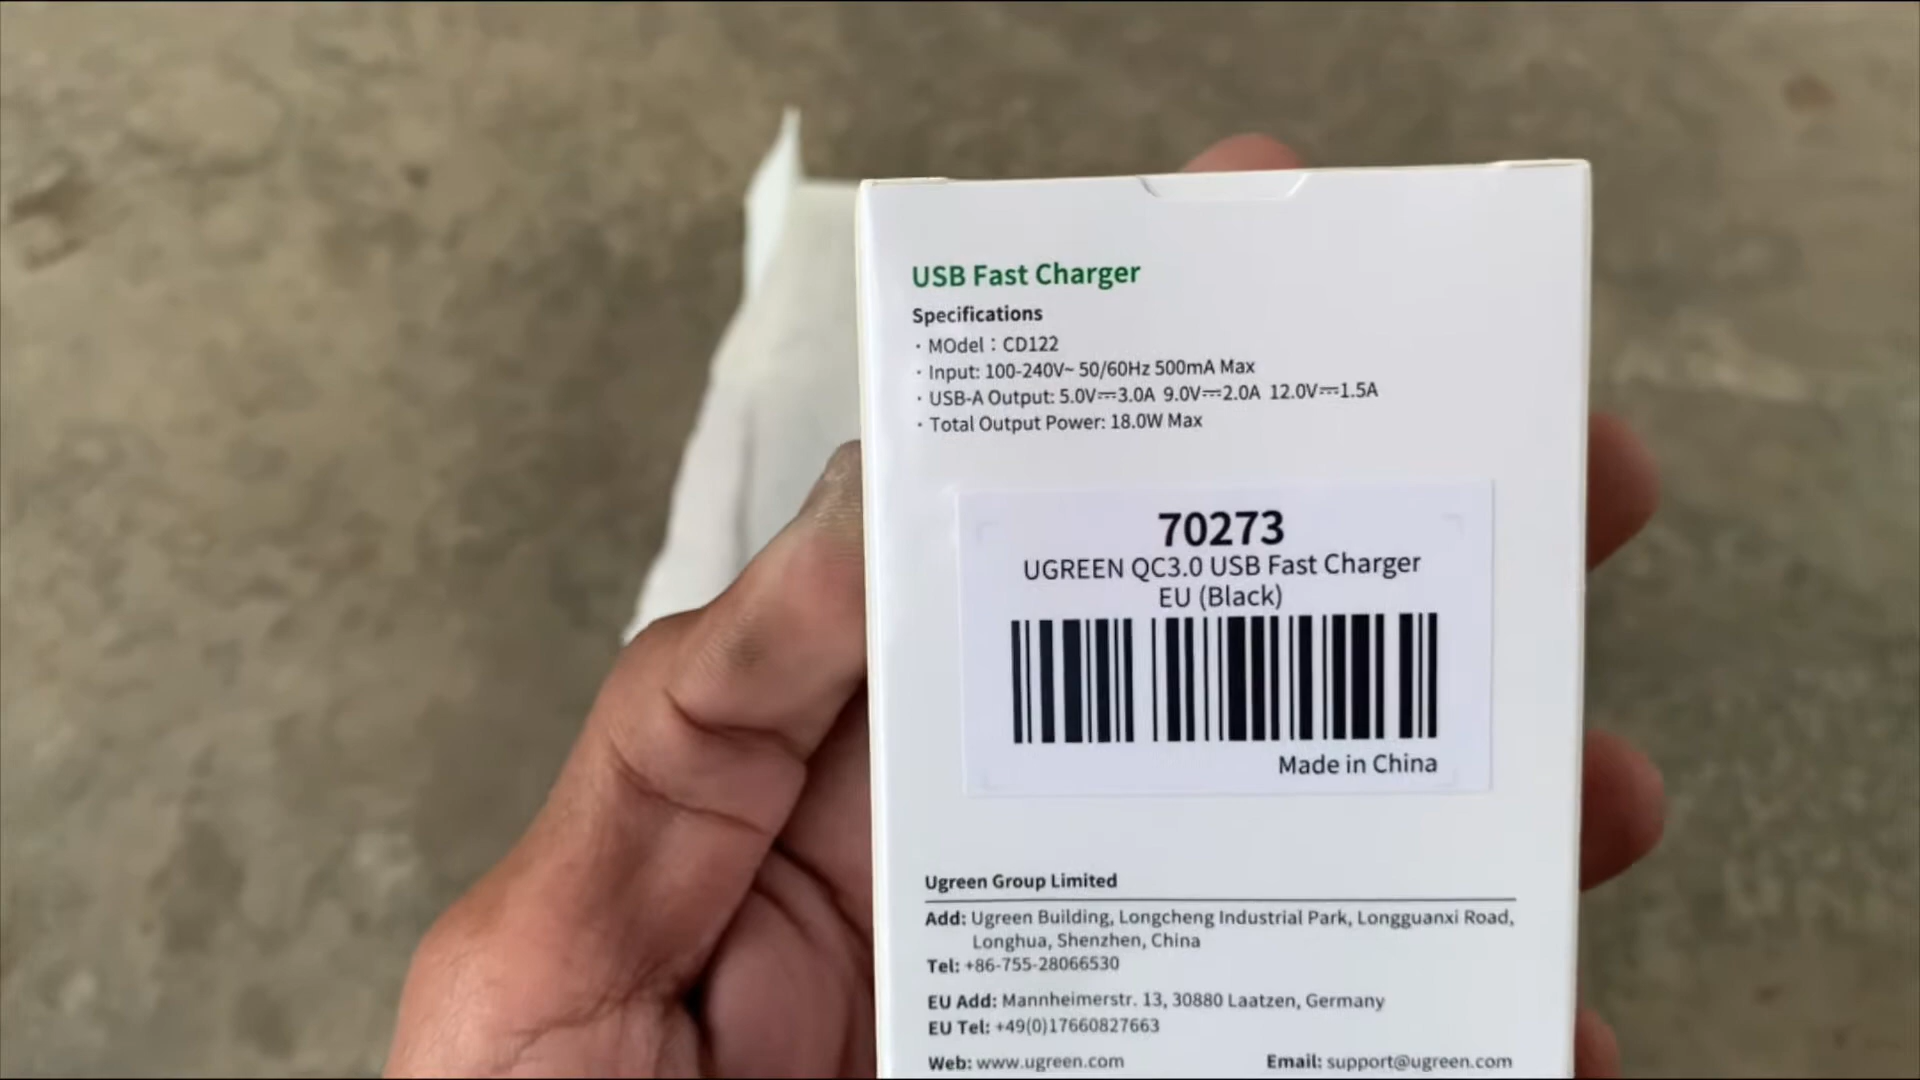 USB Fast Charger
Specifications
· MOdel : CD122
· Input: 100-240V~ 50/60Hz 500mA Max
· USB-A Output: 5.0V⎓3.0A 9.0V⎓2.0A 12.0V⎓1.5A
· Total Output Power: 18.0W Max
70273
UGREEN QC3.0 USB Fast Charger
EU (Black)
Made in China
Ugreen Group Limited
Add: Ugreen Building, Longcheng Industrial Park, Longguanxi Road,
Longhua, Shenzhen, China
Tel: +86-755-28066530
EU Add: Mannheimerstr. 13, 30880 Laatzen, Germany
EU Tel: +49(0)17660827663
Web: www.ugreen.com Email: support@ugreen.com